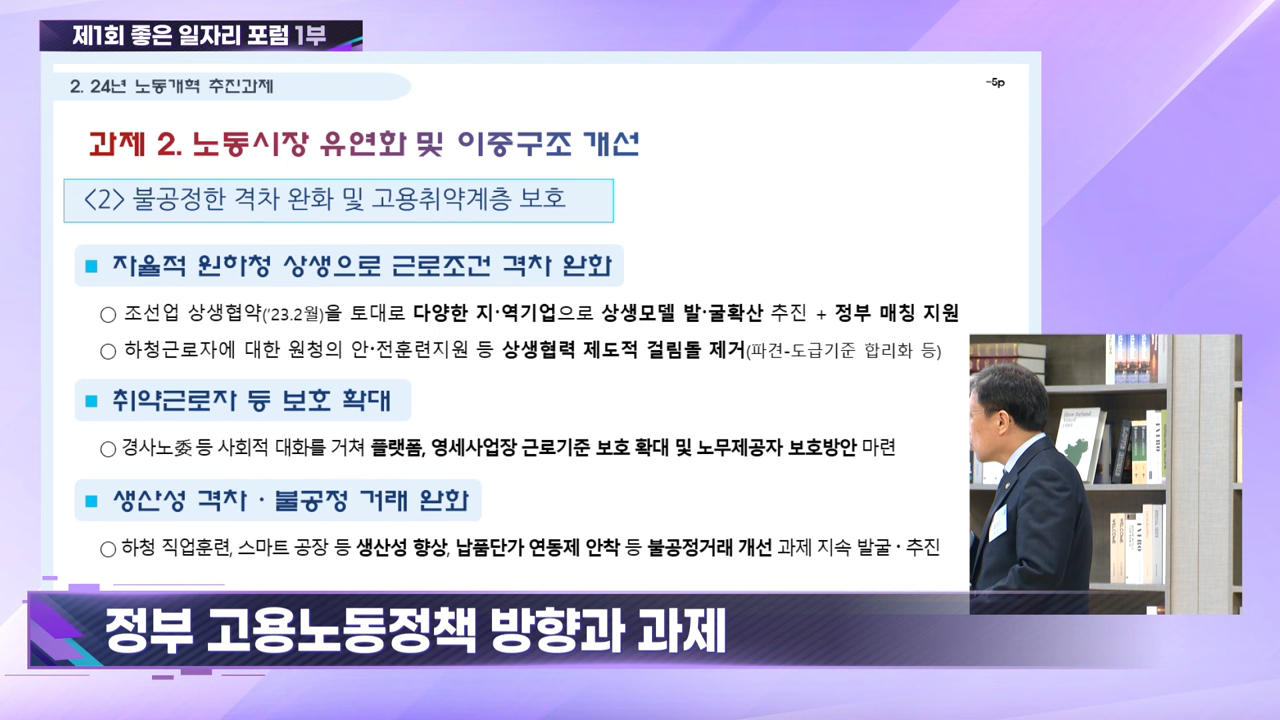 제1회 좋은 일자리 포럼 1부
2. 24년 노동개혁 추진과제
-5p
과제 2. 노동시장 유연화 및 이중구조 개선
<2> 불공정한 격차 완화 및 고용취약계층 보호
■ 자율적 원하청 상생으로 근로조건 격차 완화
○ 조선업 상생협약('23.2월)을 토대로 다양한 지·역기업으로 상생모델 발·굴확산 추진 + 정부 매칭 지원
○ 하청근로자에 대한 원청의 안·전훈련지원 등 상생협력 제도적 걸림돌 제거(파견-도급기준 합리화 등)
■ 취약근로자 등 보호 확대
○ 경사노委 등 사회적 대화를 거쳐 플랫폼, 영세사업장 근로기준 보호 확대 및 노무제공자 보호방안 마련
■ 생산성 격차 · 불공정 거래 완화
○ 하청 직업훈련, 스마트 공장 등 생산성 향상, 납품단가 연동제 안착 등 불공정거래 개선 과제 지속 발굴·추진
정부 고용노동정책 방향과 과제